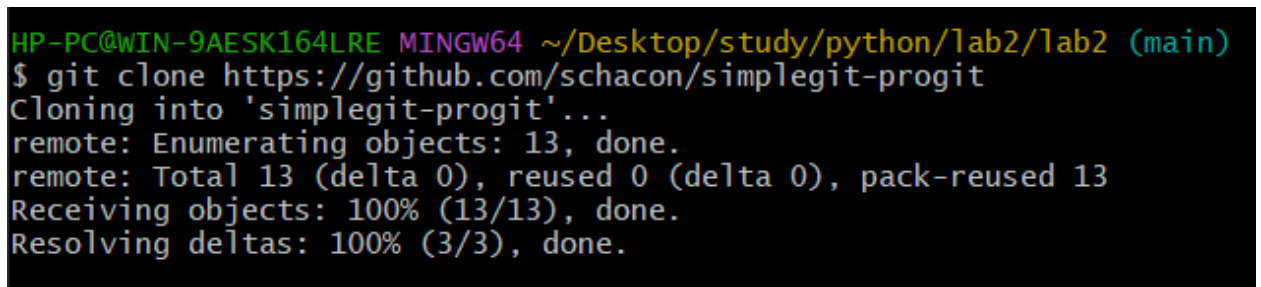 HP-PC@WIN-9AESK164LRE MINGW64 ~/Desktop/study/python/lab2/lab2 (main)
$ git clone https://github.com/schacon/simplegit-progit
Cloning into 'simplegit-progit'...
remote: Enumerating objects: 13, done.
remote: Total 13 (delta 0), reused 0 (delta 0), pack-reused 13
Receiving objects: 100% (13/13), done.
Resolving deltas: 100% (3/3), done.